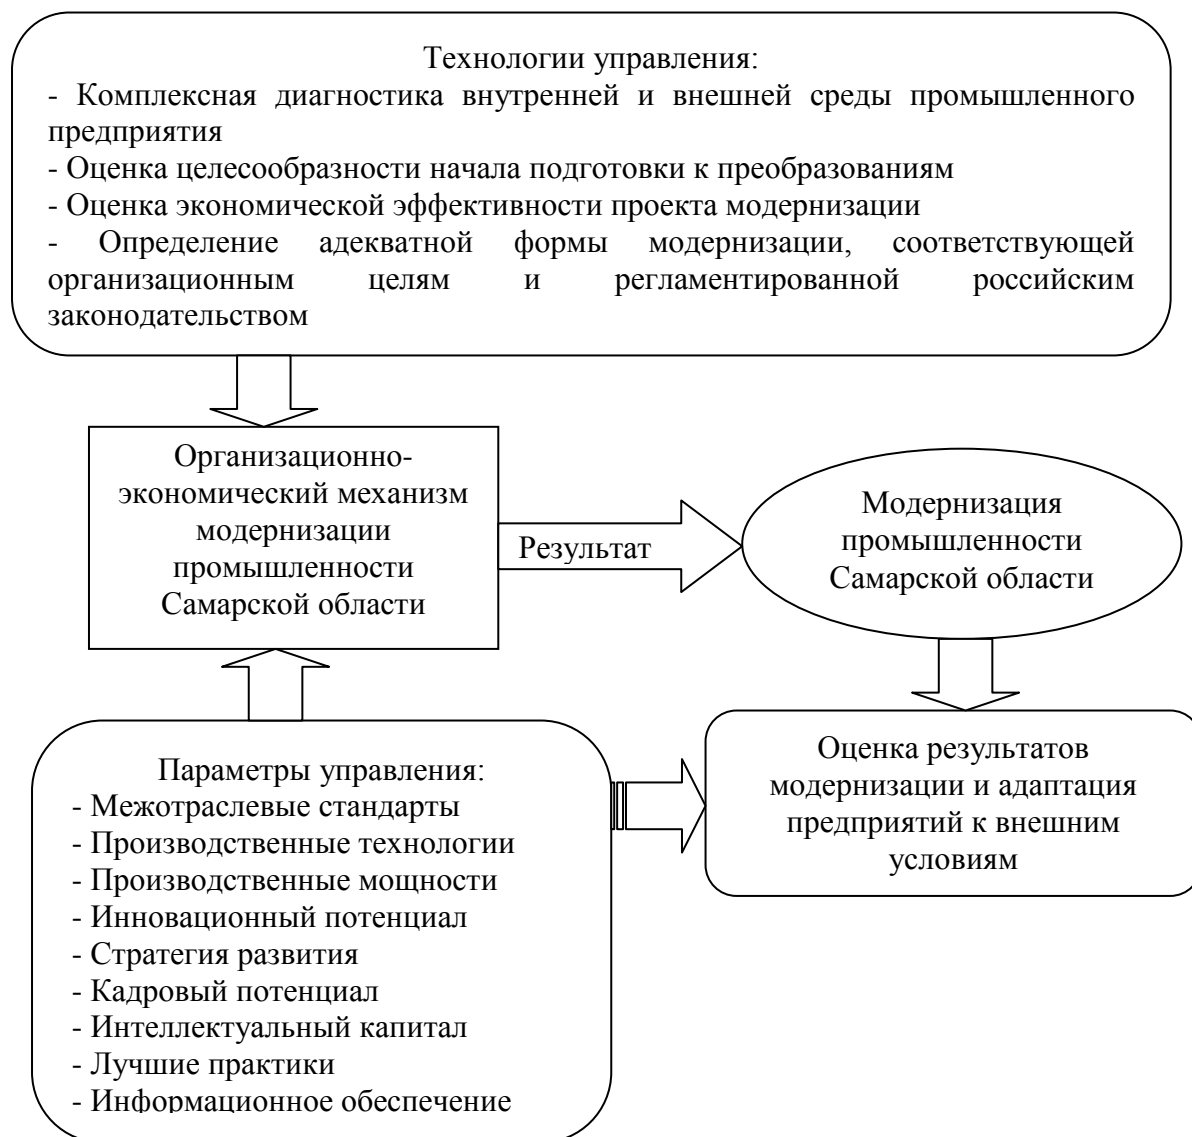 Технологии управления:
- Комплексная диагностика внутренней и внешней среды промышленного
предприятия
- Оценка целесообразности начала подготовки к преобразованиям
- Оценка экономической эффективности проекта модернизации
- Определение адекватной формы модернизации, соответствующей
организационным целям и регламентированной российским
законодательством
Организационно-
экономический механизм
модернизации
промышленности
Самарской области
Результат
Модернизация
промышленности
Самарской области
Параметры управления:
- Межотраслевые стандарты
- Производственные технологии
- Производственные мощности
- Инновационный потенциал
- Стратегия развития
- Кадровый потенциал
- Интеллектуальный капитал
- Лучшие практики
- Информационное обеспечение
Оценка результатов
модернизации и адаптация
предприятий к внешним
условиям